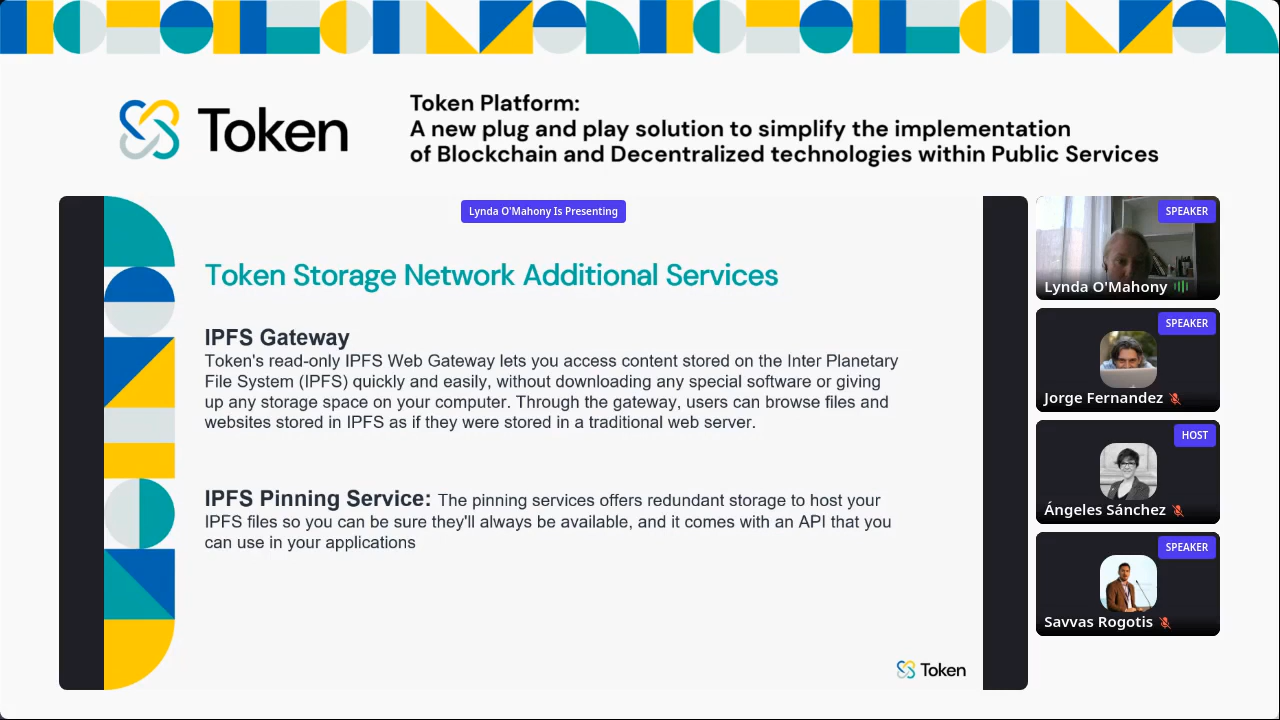 Token
Token Platform:
A new plug and play solution to simplify the implementation
of Blockchain and Decentralized technologies within Public Services
Lynda O'Mahony Is Presenting
Token Storage Network Additional Services
IPFS Gateway
Token's read-only IPFS Web Gateway lets you access content stored on the Inter Planetary
File System (IPFS) quickly and easily, without downloading any special software or giving
up any storage space on your computer. Through the gateway, users can browse files and
websites stored in IPFS as if they were stored in a traditional web server.
IPFS Pinning Service: The pinning services offers redundant storage to host your
IPFS files so you can be sure they'll always be available, and it comes with an API that you
can use in your applications
Token
SPEAKER
Lynda O'Mahony
SPEAKER
Jorge Fernandez
HOST
Ángeles Sánchez
SPEAKER
Savvas Rogotis